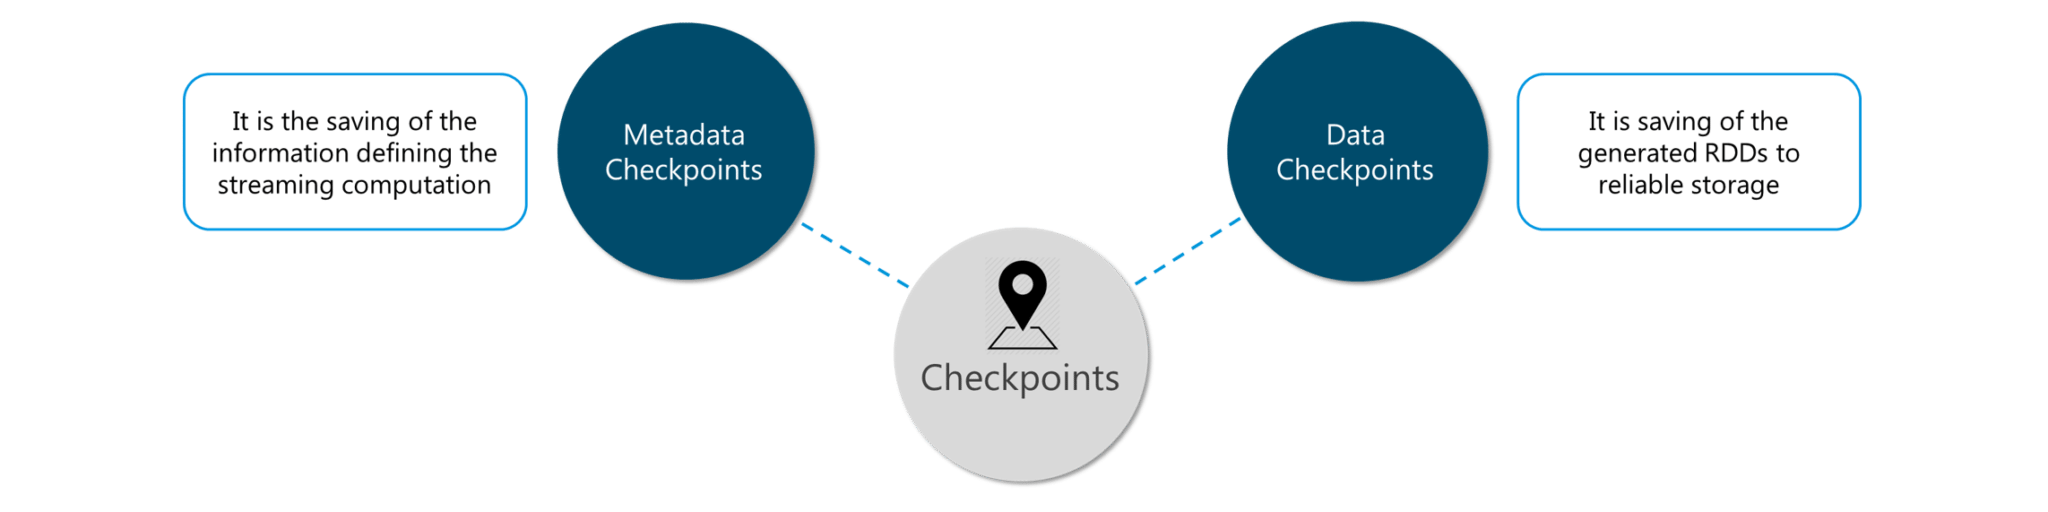 It is the saving of the
information defining the
streaming computation
Metadata
Checkpoints
Data
Checkpoints
It is saving of the
generated RDDs to
reliable storage
Checkpoints